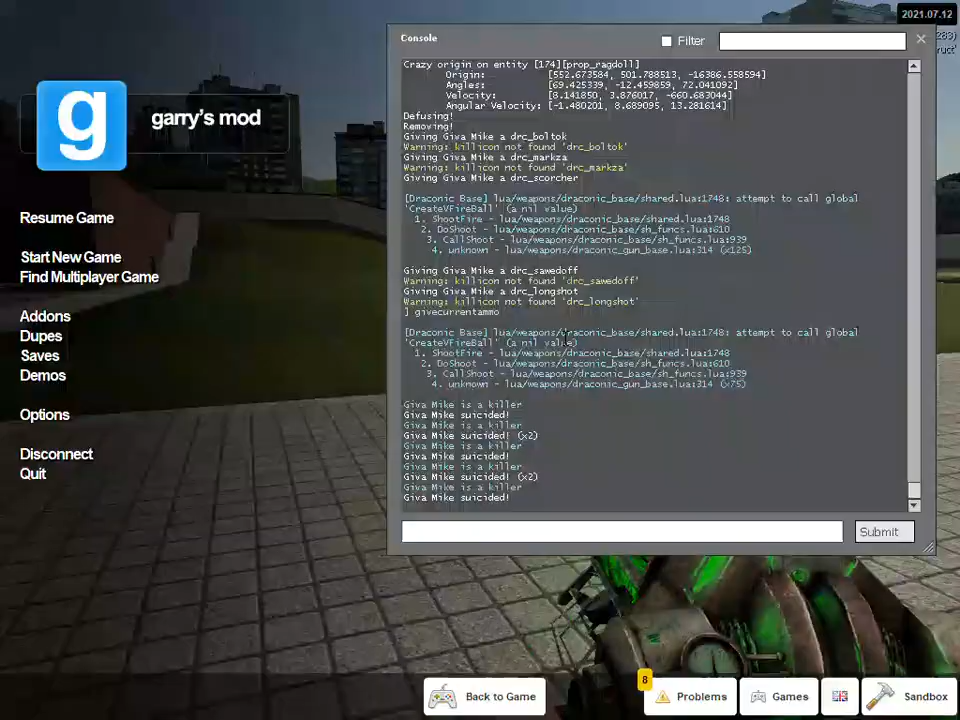 2021.07.12
283)
ruct'
g
garry's mod
Resume Game
Start New Game
Find Multiplayer Game
Addons
Dupes
Saves
Demos
Options
Disconnect
Quit
Console
Filter
Crazy origin on entity [174][prop_ragdoll]
Origin: [552.673584, 501.788513, -16386.558594]
Angles: [69.425339, -12.459859, 72.041092]
Velocity: [8.141850, 3.876017, -660.683044]
Angular Velocity: [-1.480201, 8.689095, 13.281614]
Defusing!
Removing!
Giving Giva Mike a drc_boltok
Warning: killicon not found 'drc_boltok'
Giving Giva Mike a drc_markza
Warning: killicon not found 'drc_markza'
Giving Giva Mike a drc_scorcher
[Draconic Base] lua/weapons/draconic_base/shared.lua:1748: attempt to call global
'CreateVFireBall' (a nil value)
1. ShootFire - lua/weapons/draconic_base/shared.lua:1748
2. DoShoot - lua/weapons/draconic_base/sh_funcs.lua:610
3. CallShoot - lua/weapons/draconic_base/sh_funcs.lua:939
4. unknown - lua/weapons/draconic_gun_base.lua:314 (x125)
Giving Giva Mike a drc_sawedoff
Warning: killicon not found 'drc_sawedoff'
Giving Giva Mike a drc_longshot
Warning: killicon not found 'drc_longshot'
] givecurrentammo
[Draconic Base] lua/weapons/draconic_base/shared.lua:1748: attempt to call global
'CreateVFireBall' (a nil value)
1. ShootFire - lua/weapons/draconic_base/shared.lua:1748
2. DoShoot - lua/weapons/draconic_base/sh_funcs.lua:610
3. CallShoot - lua/weapons/draconic_base/sh_funcs.lua:939
4. unknown - lua/weapons/draconic_gun_base.lua:314 (x75)
Giva Mike is a killer
Giva Mike suicided!
Giva Mike is a killer
Giva Mike suicided! (x2)
Giva Mike is a killer
Giva Mike suicided!
Giva Mike is a killer
Giva Mike suicided! (x2)
Giva Mike is a killer
Giva Mike suicided!
Submit
Back to Game
8
Problems
Games
Sandbox